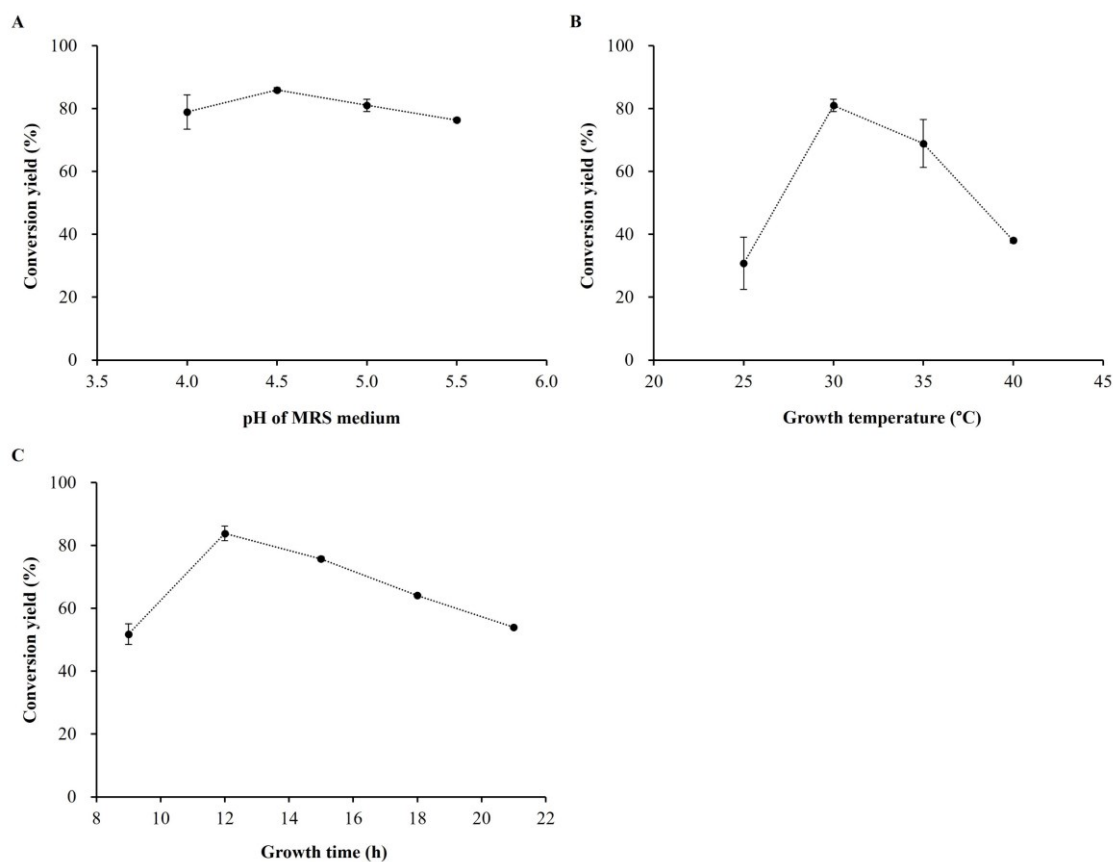 A
100
80
60
40
20
0
Conversion yield (%)
3.5 4.0 4.5 5.0 5.5 6.0
pH of MRS medium
B
100
80
60
40
20
0
Conversion yield (%)
20 25 30 35 40 45
Growth temperature (°C)
C
100
80
60
40
20
0
Conversion yield (%)
8 10 12 14 16 18 20 22
Growth time (h)